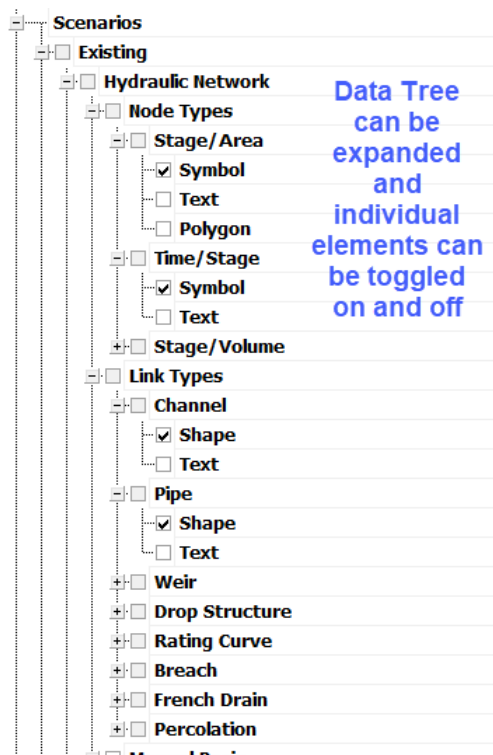 Scenarios
Existing
Hydraulic Network
Node Types
Stage/Area
Symbol
Text
Polygon
Time/Stage
Symbol
Text
Stage/Volume
Link Types
Channel
Shape
Text
Pipe
Shape
Text
Weir
Drop Structure
Rating Curve
Breach
French Drain
Percolation
Data Tree
can be
expanded
and
individual
elements can
be toggled
on and off